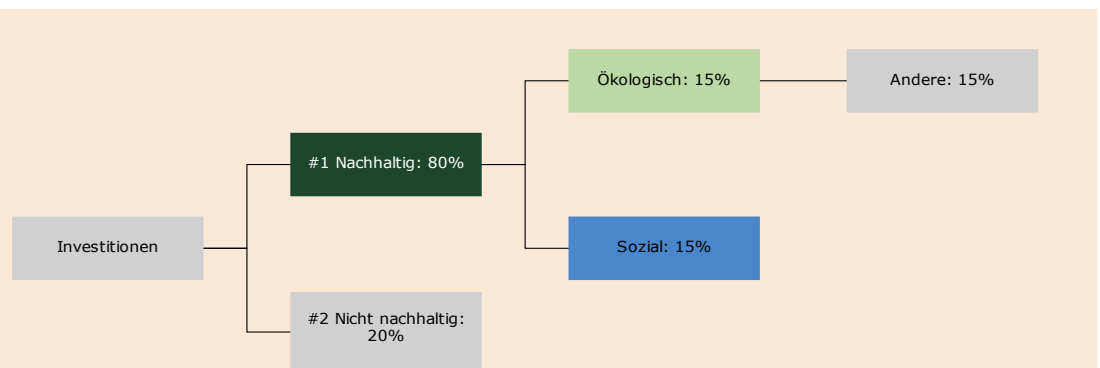 Ökologisch: 15%
Andere: 15%
#1 Nachhaltig: 80%
Investitionen
Sozial: 15%
#2 Nicht nachhaltig:
20%